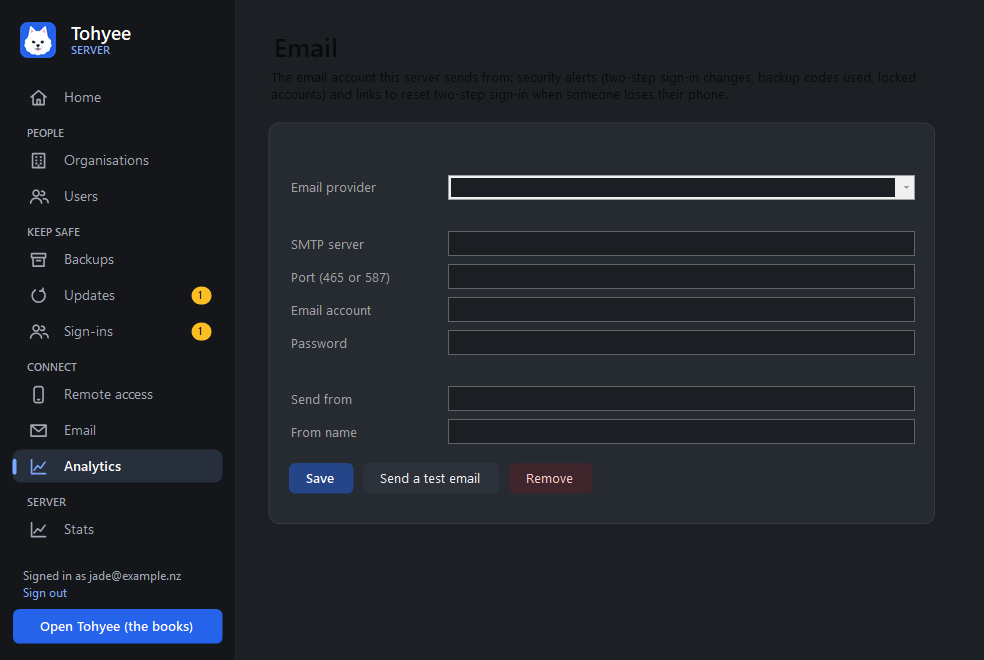 Tohyee
SERVER
Home
PEOPLE
Organisations
Users
KEEP SAFE
Backups
Updates 1
Sign-ins 1
CONNECT
Remote access
Email
Analytics
SERVER
Stats
Signed in as jade@example.nz
Sign out
Open Tohyee (the books)
Email
The email account this server sends from: security alerts (two-step sign-in changes, backup codes used, locked
accounts) and links to reset two-step sign-in when someone loses their phone.
Email provider
SMTP server
Port (465 or 587)
Email account
Password
Send from
From name
Save Send a test email Remove